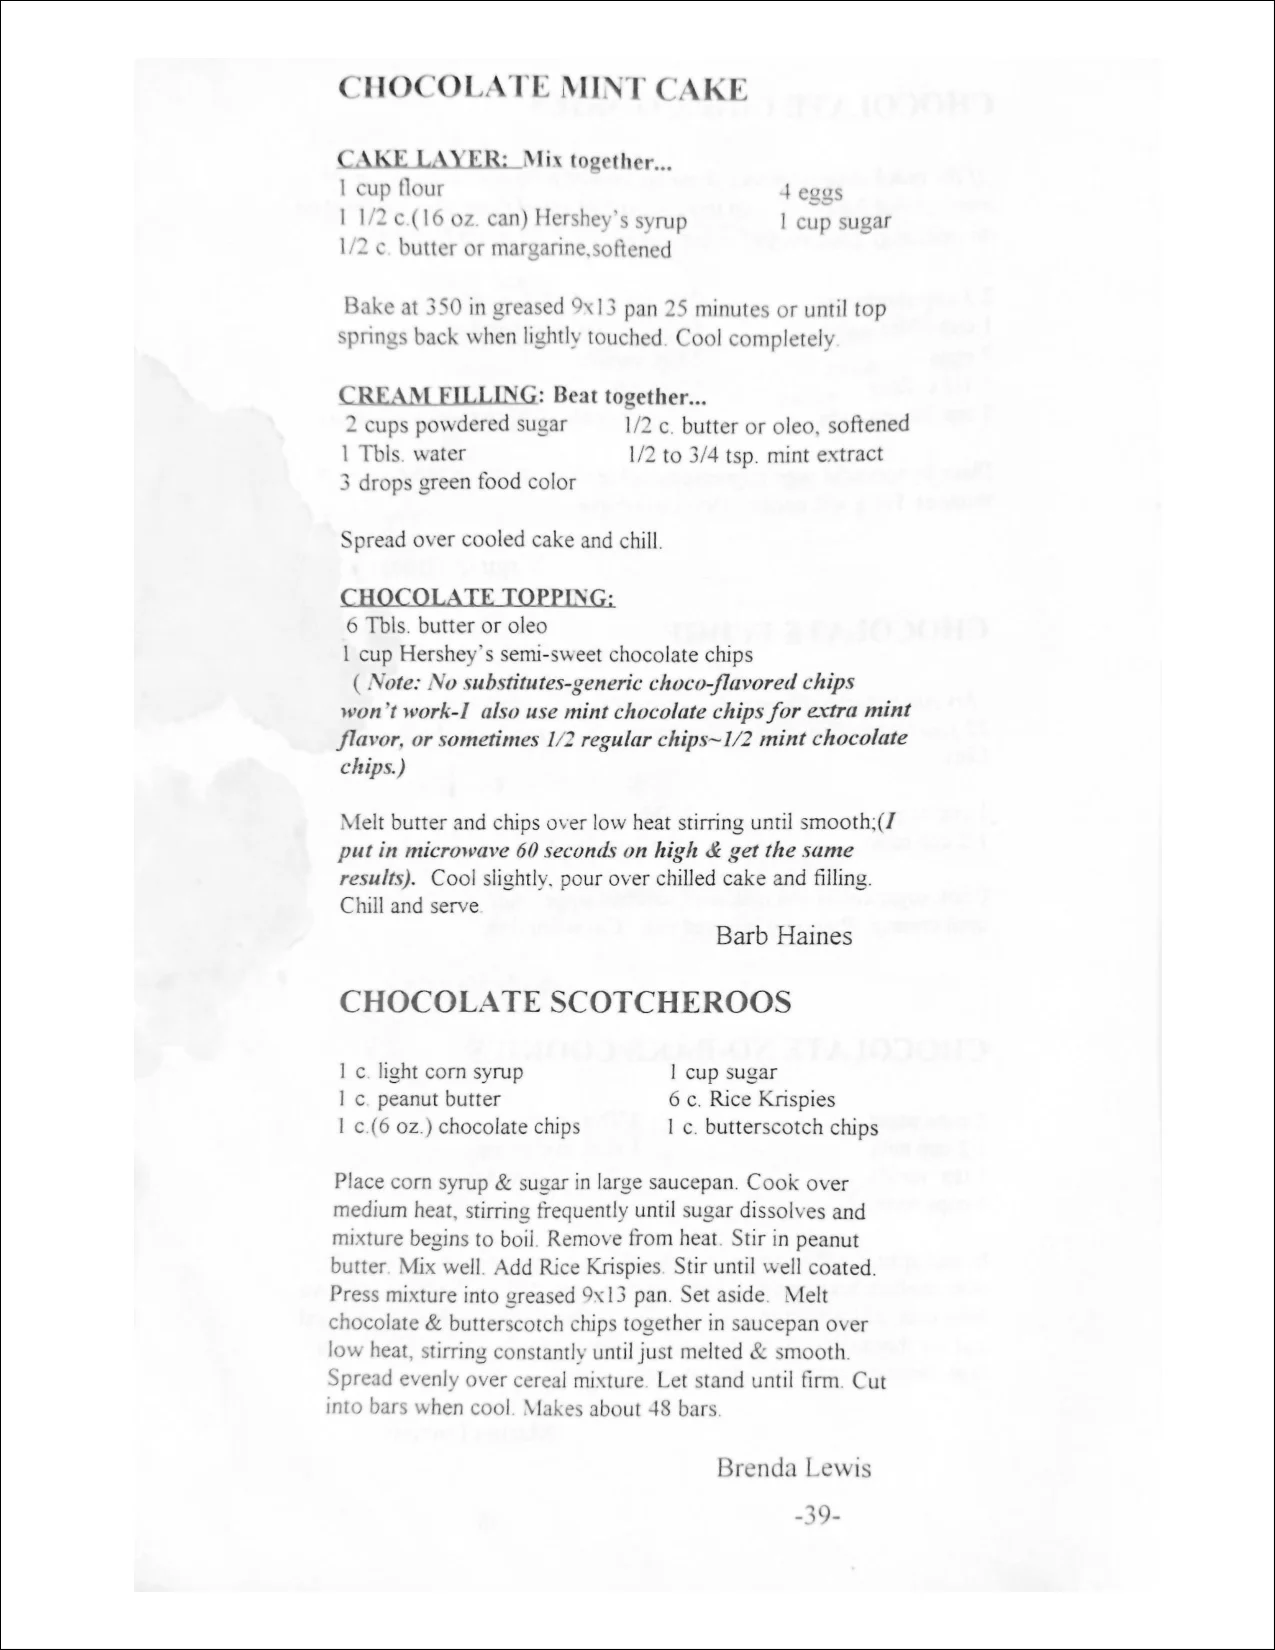 CHOCOLATE MINT CAKE
CAKE LAYER: Mix together...
1 cup flour 4 eggs
1 1/2 c.(16 oz. can) Hershey's syrup 1 cup sugar
1/2 c. butter or margarine,softened
Bake at 350 in greased 9x13 pan 25 minutes or until top
springs back when lightly touched. Cool completely.
CREAM FILLING: Beat together...
2 cups powdered sugar 1/2 c. butter or oleo, softened
1 Tbls. water 1/2 to 3/4 tsp. mint extract
3 drops green food color
Spread over cooled cake and chill.
CHOCOLATE TOPPING:
6 Tbls. butter or oleo
1 cup Hershey's semi-sweet chocolate chips
( Note: No substitutes-generic choco-flavored chips
won't work-I also use mint chocolate chips for extra mint
flavor, or sometimes 1/2 regular chips~1/2 mint chocolate
chips.)
Melt butter and chips over low heat stirring until smooth;(I
put in microwave 60 seconds on high & get the same
results). Cool slightly, pour over chilled cake and filling.
Chill and serve.
Barb Haines
CHOCOLATE SCOTCHEROOS
1 c. light corn syrup 1 cup sugar
1 c. peanut butter 6 c. Rice Krispies
1 c.(6 oz.) chocolate chips 1 c. butterscotch chips
Place corn syrup & sugar in large saucepan. Cook over
medium heat, stirring frequently until sugar dissolves and
mixture begins to boil. Remove from heat. Stir in peanut
butter. Mix well. Add Rice Krispies. Stir until well coated.
Press mixture into greased 9x13 pan. Set aside. Melt
chocolate & butterscotch chips together in saucepan over
low heat, stirring constantly until just melted & smooth.
Spread evenly over cereal mixture. Let stand until firm. Cut
into bars when cool. Makes about 48 bars.
Brenda Lewis
-39-